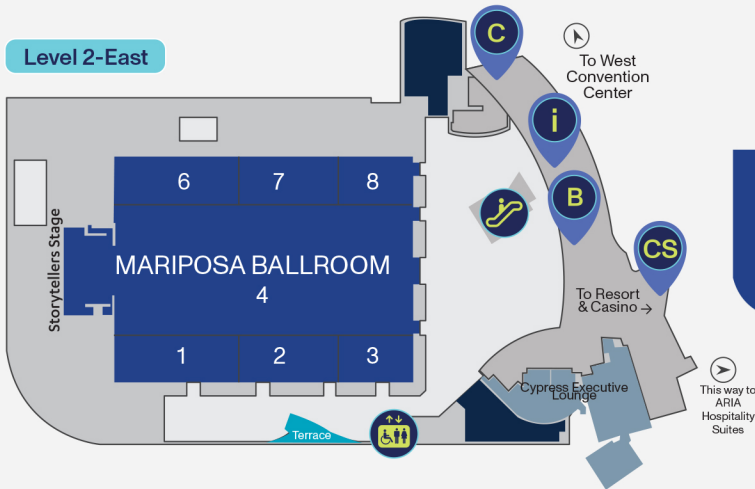 Level 2-East
C
To West
Convention
Center
i
B
CS
6
7
8
Storytellers Stage
MARIPOSA BALLROOM
4
To Resort
& Casino →
1
2
3
Cypress Executive
Lounge
This way to
ARIA
Hospitality
Suites
Terrace